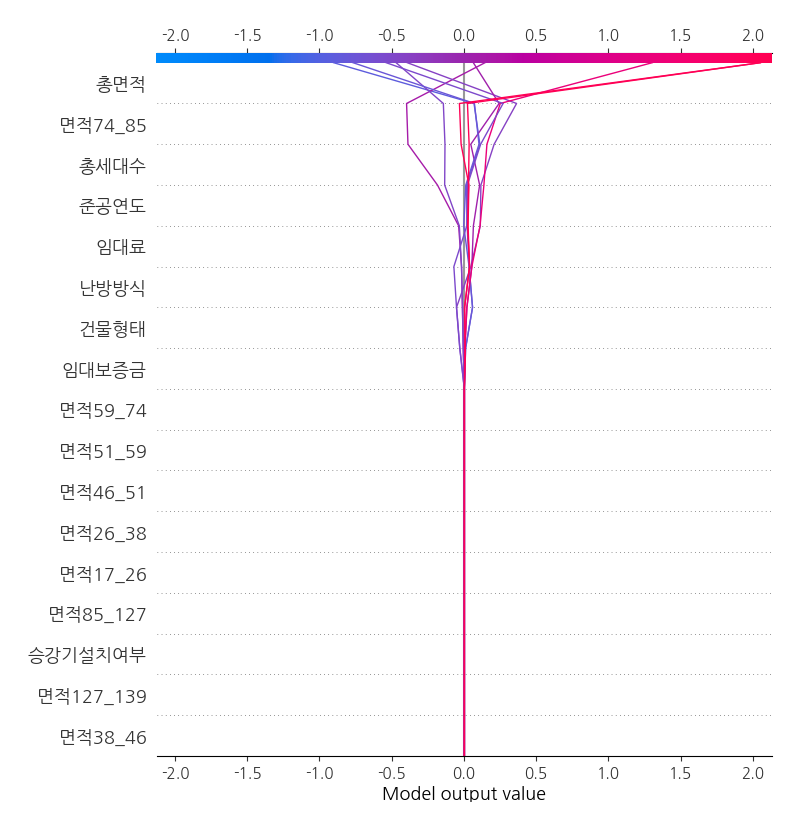 -2.0 -1.5 -1.0 -0.5 0.0 0.5 1.0 1.5 2.0
총면적
면적74_85
총세대수
준공연도
임대료
난방방식
건물형태
임대보증금
면적59_74
면적51_59
면적46_51
면적26_38
면적17_26
면적85_127
승강기설치여부
면적127_139
면적38_46
-2.0 -1.5 -1.0 -0.5 0.0 0.5 1.0 1.5 2.0
Model output value